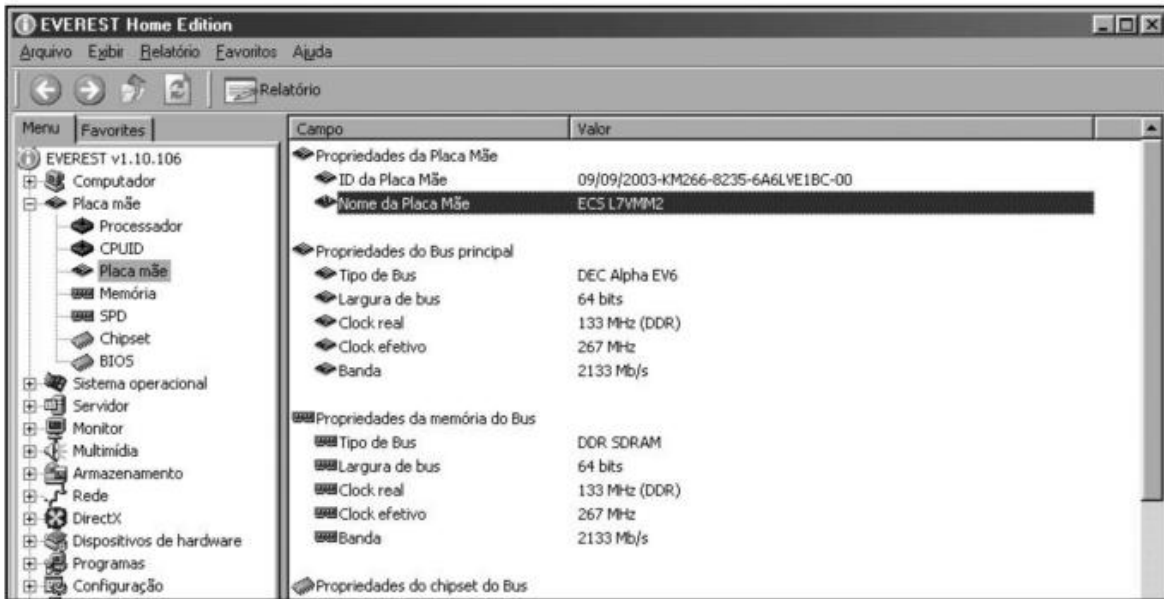 EVEREST Home Edition
Arquivo Exibir Relatório Favoritos Ajuda
Relatório
Menu Favorites
EVEREST v1.10.106
Computador
Placa mãe
Processador
CPUID
Placa mãe
Memória
SPD
Chipset
BIOS
Sistema operacional
Servidor
Monitor
Multimídia
Armazenamento
Rede
DirectX
Dispositivos de hardware
Programas
Configuração
Campo Valor
Propriedades da Placa Mãe
ID da Placa Mãe 09/09/2003-KM266-8235-6A6LVE1BC-00
Nome da Placa Mãe ECS L7VMM2
Propriedades do Bus principal
Tipo de Bus DEC Alpha EV6
Largura de bus 64 bits
Clock real 133 MHz (DDR)
Clock efetivo 267 MHz
Banda 2133 Mb/s
Propriedades da memória do Bus
Tipo de Bus DDR SDRAM
Largura de bus 64 bits
Clock real 133 MHz (DDR)
Clock efetivo 267 MHz
Banda 2133 Mb/s
Propriedades do chipset do Bus